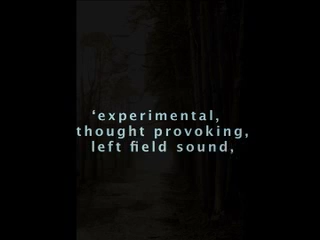 ‘experimental,
thought provoking,
left field sound,